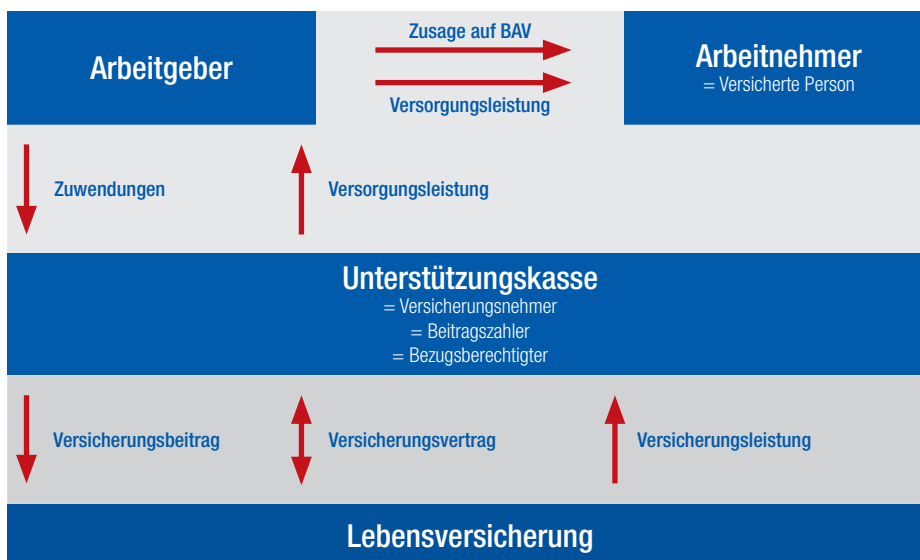 Arbeitgeber
Zusage auf BAV
Versorgungsleistung
Arbeitnehmer
= Versicherte Person
Zuwendungen
Versorgungsleistung
Unterstützungskasse
= Versicherungsnehmer
= Beitragszahler
= Bezugsberechtigter
Versicherungsbeitrag
Versicherungsvertrag
Versicherungsleistung
Lebensversicherung